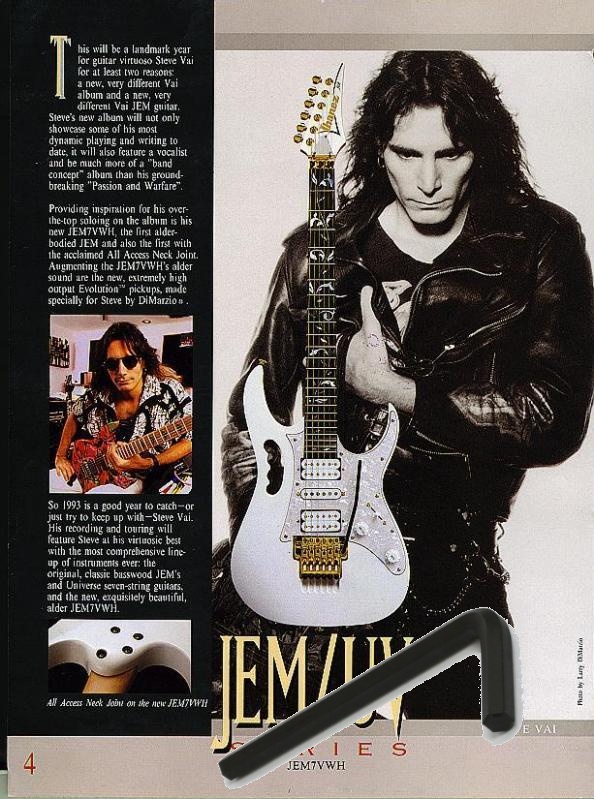 This will be a landmark year
for guitar virtuoso Steve Vai
for at least two reasons:
a new, very different Vai
album and a new, very
different Vai JEM guitar.
Steve's new album will not only
showcase some of his most
dynamic playing and writing to
date, it will also feature a vocalist
and be much more of a "band
concept" album than his ground-
breaking "Passion and Warfare".
Providing inspiration for his over-
the-top soloing on the album is his
new JEM7VWH, the first alder-
bodied JEM and also the first with
the acclaimed All Access Neck Joint.
Augmenting the JEM7VWH's alder
sound are the new, extremely high
output Evolution™ pickups, made
specially for Steve by DiMarzio®.
So 1993 is a good year to catch—or
just try to keep up with—Steve Vai.
His recording and touring will
feature Steve at his virtuosic best
with the most comprehensive line-
up of instruments ever: the
original, classic basswood JEM's
and Universe seven-string guitars,
and the new, exquisitely beautiful,
alder JEM7VWH.
All Access Neck Joint on the new JEM7VWH
4
Ibanez
JEM/UV
SERIES
JEM7VWH
E VAI
Photo by Larry DiMarzio